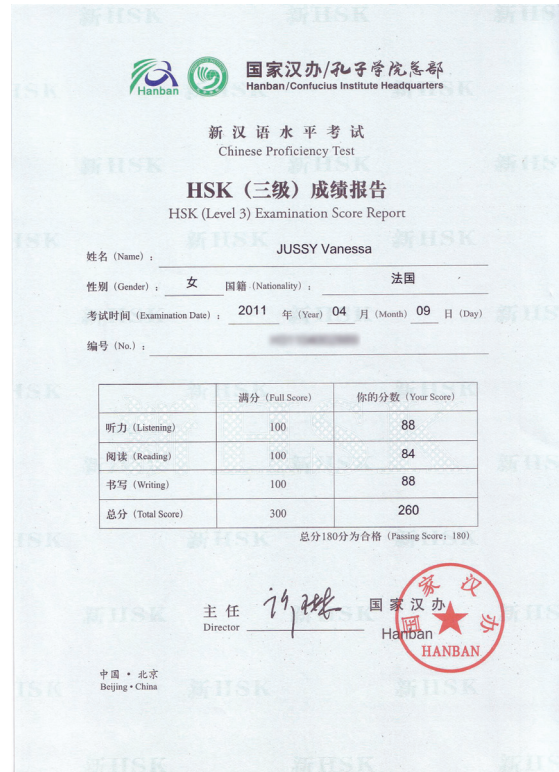 Hanban
国家汉办/孔子学院总部
Hanban/Confucius Institute Headquarters
新汉语水平考试
Chinese Proficiency Test
HSK（三级）成绩报告
HSK (Level 3) Examination Score Report
姓名 (Name)： JUSSY Vanessa
性别 (Gender)： 女 国籍 (Nationality)： 法国
考试时间 (Examination Date)： 2011 年 (Year) 04 月 (Month) 09 日 (Day)
编号 (No.)：
满分 (Full Score) 你的分数 (Your Score)
听力 (Listening) 100 88
阅读 (Reading) 100 84
书写 (Writing) 100 88
总分 (Total Score) 300 260
总分180分为合格 (Passing Score: 180)
主任 国家汉办
Director Hanban
国家汉办
HANBAN
中国·北京
Beijing·China